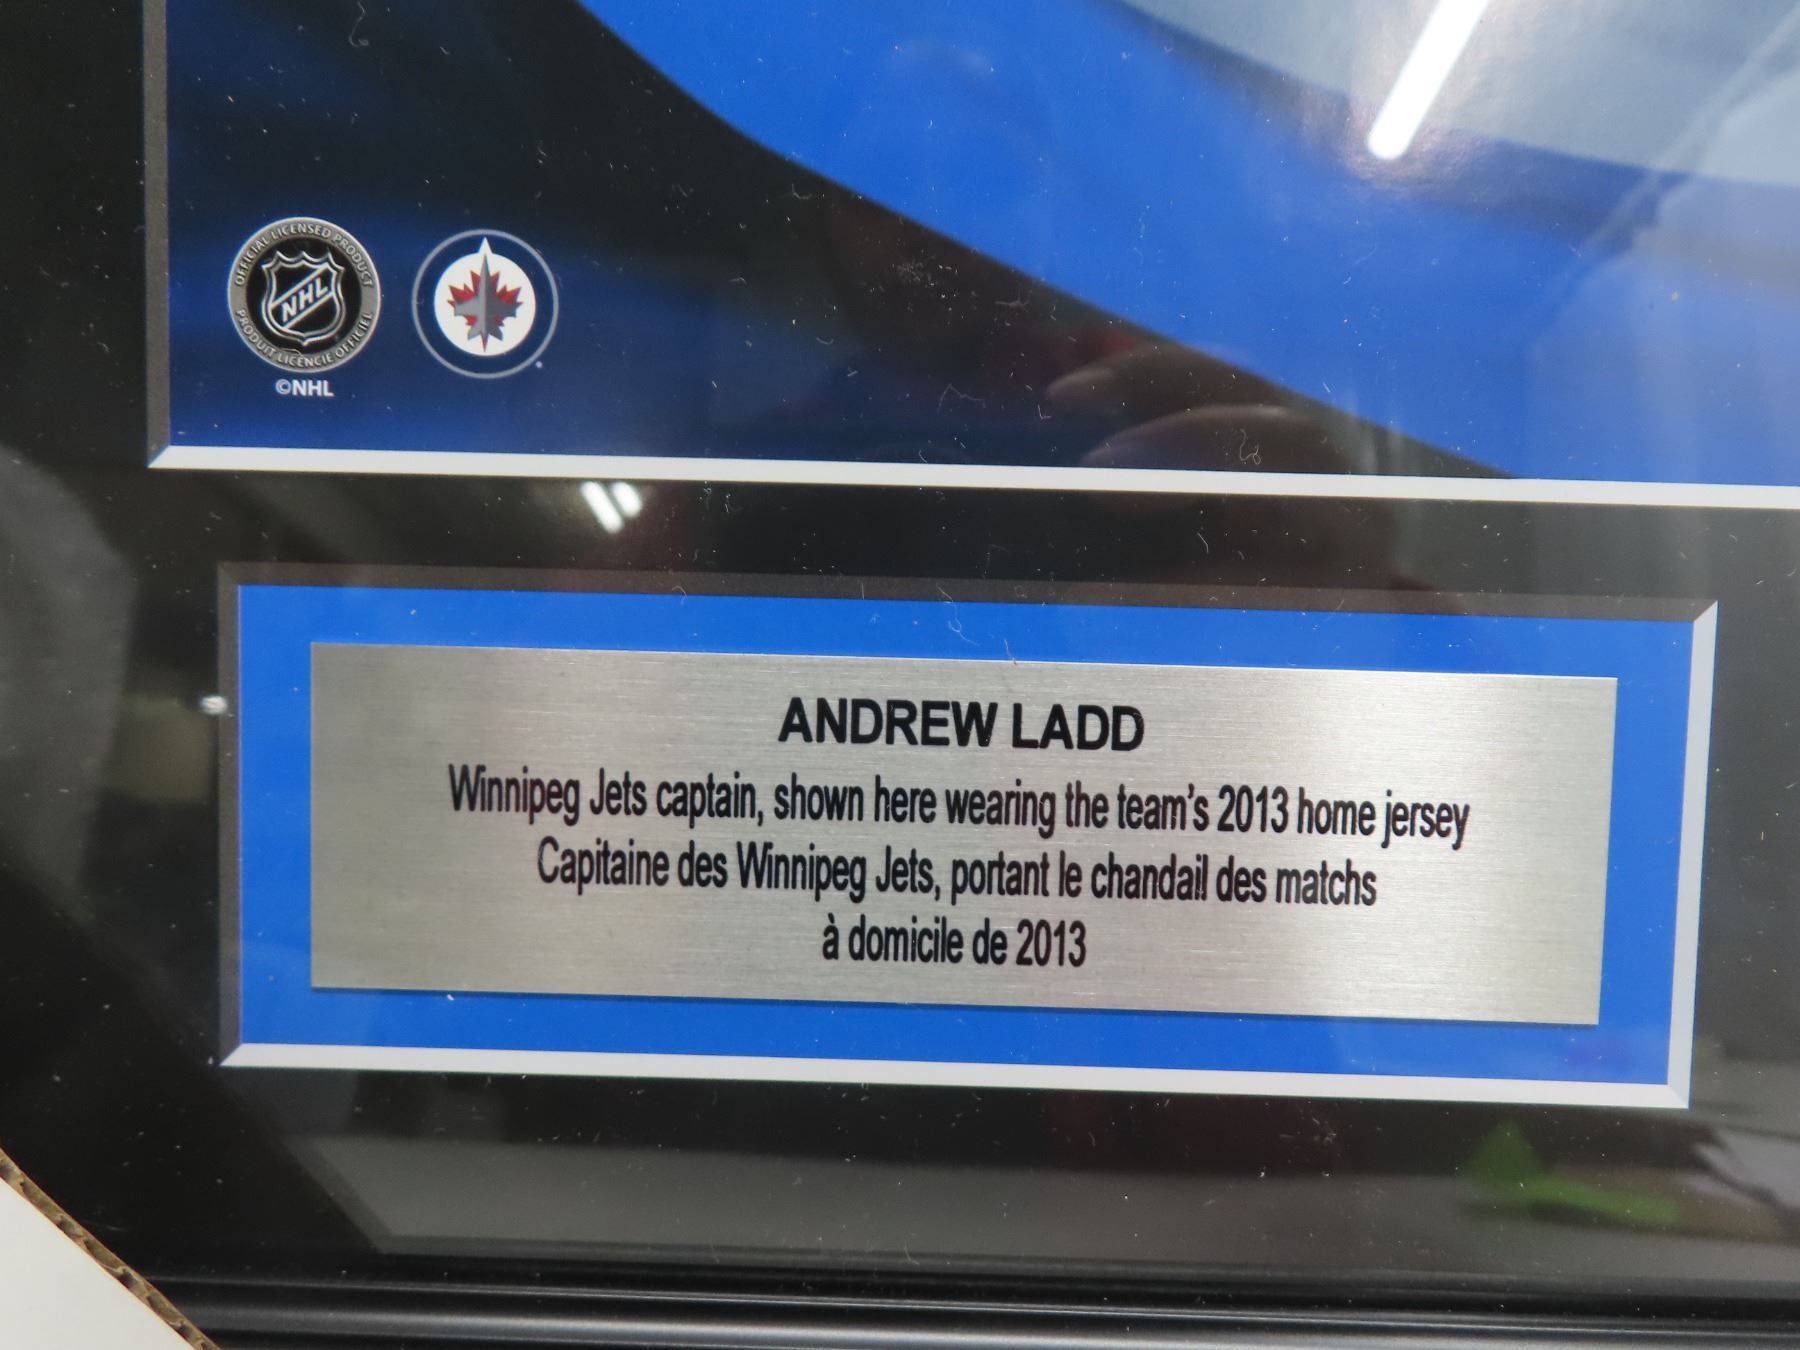 OFFICIAL LICENSED PRODUCT
NHL
PRODUIT LICENCIE OFFICIEL
©NHL
ANDREW LADD
Winnipeg Jets captain, shown here wearing the team's 2013 home jersey
Capitaine des Winnipeg Jets, portant le chandail des matchs
à domicile de 2013